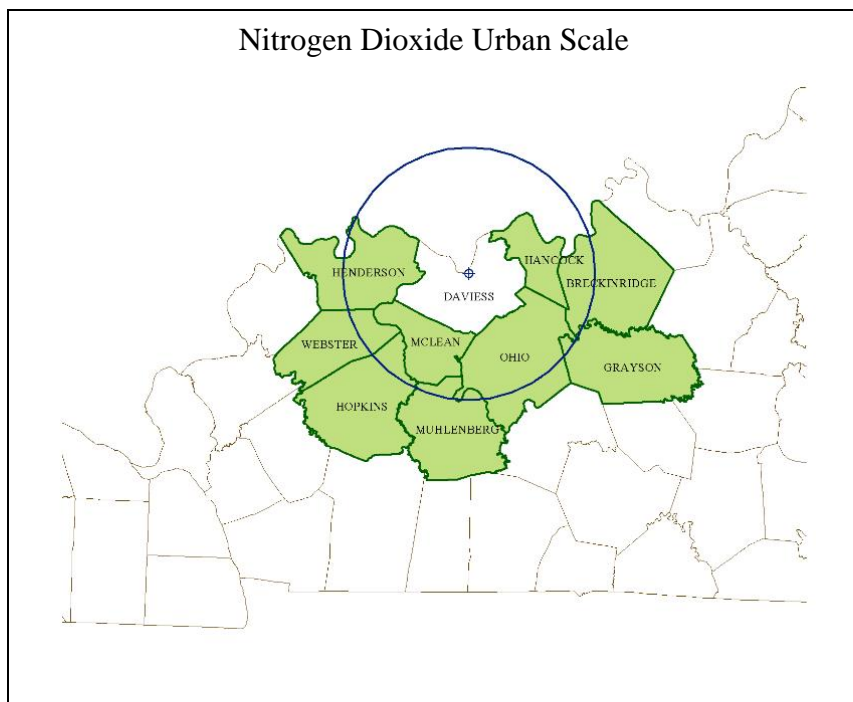 Nitrogen Dioxide Urban Scale
HENDERSON
HANCOCK
BRECKINRIDGE
DAVIESS
WEBSTER
MCLEAN
OHIO
GRAYSON
HOPKINS
MUHLENBERG